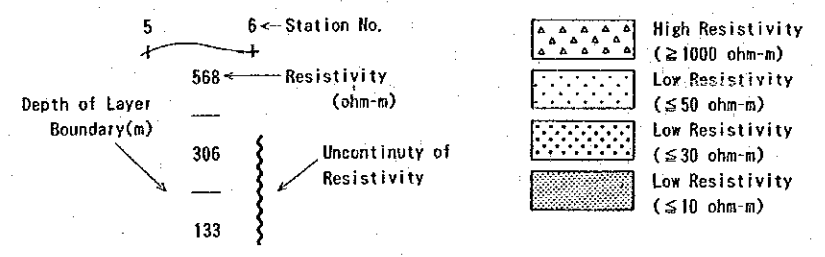 5 6 Station No.
568 Resistivity
(ohm-m)
Depth of Layer
Boundary(m)
306
Uncontinuty of
Resistivity
133
High Resistivity
(≧1000 ohm-m)
Low Resistivity
(≦50 ohm-m)
Low Resistivity
(≦30 ohm-m)
Low Resistivity
(≦10 ohm-m)